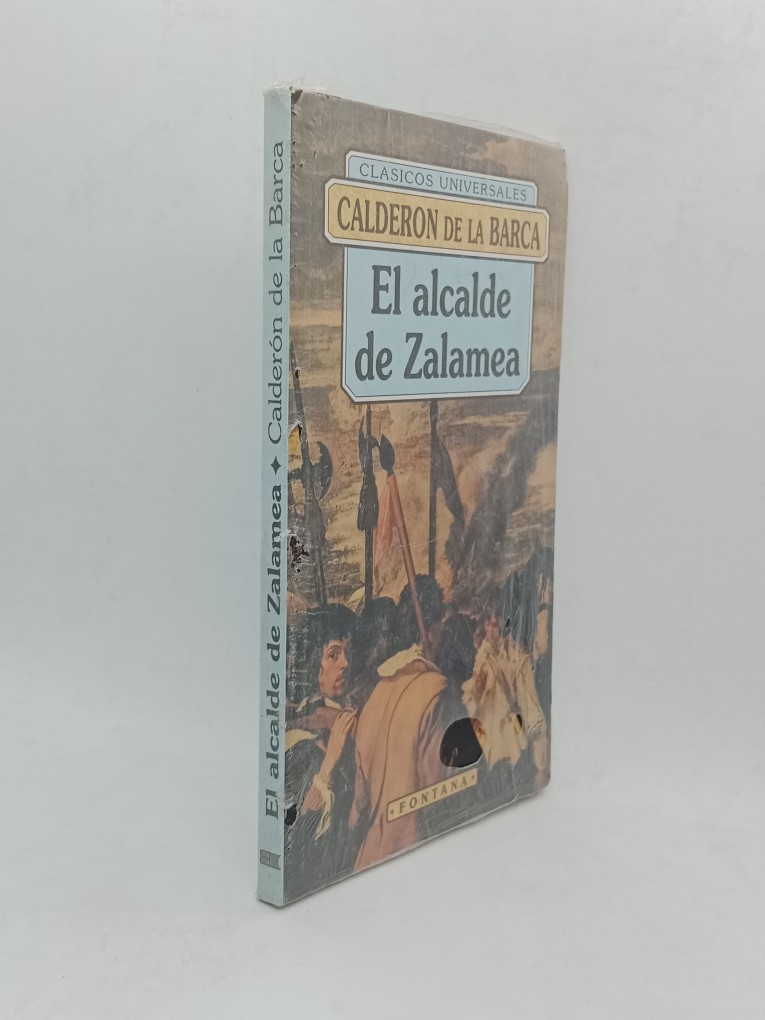 CLASICOS UNIVERSALES
CALDERON DE LA BARCA
El alcalde
de Zalamea
FONTANA
El alcalde de Zalamea ✦ Calderón de la Barca